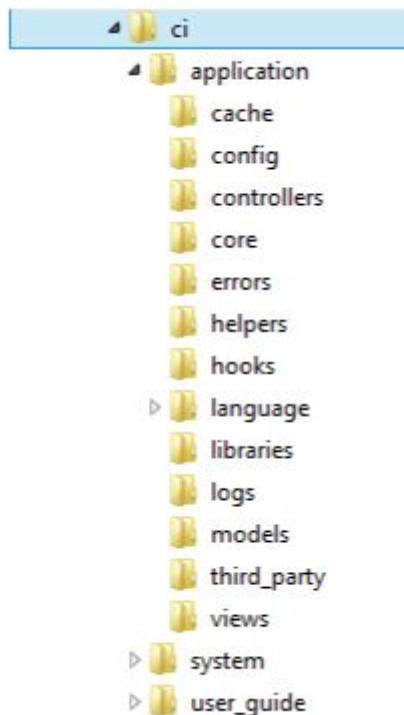 ci
application
cache
config
controllers
core
errors
helpers
hooks
language
libraries
logs
models
third_party
views
system
user_guide